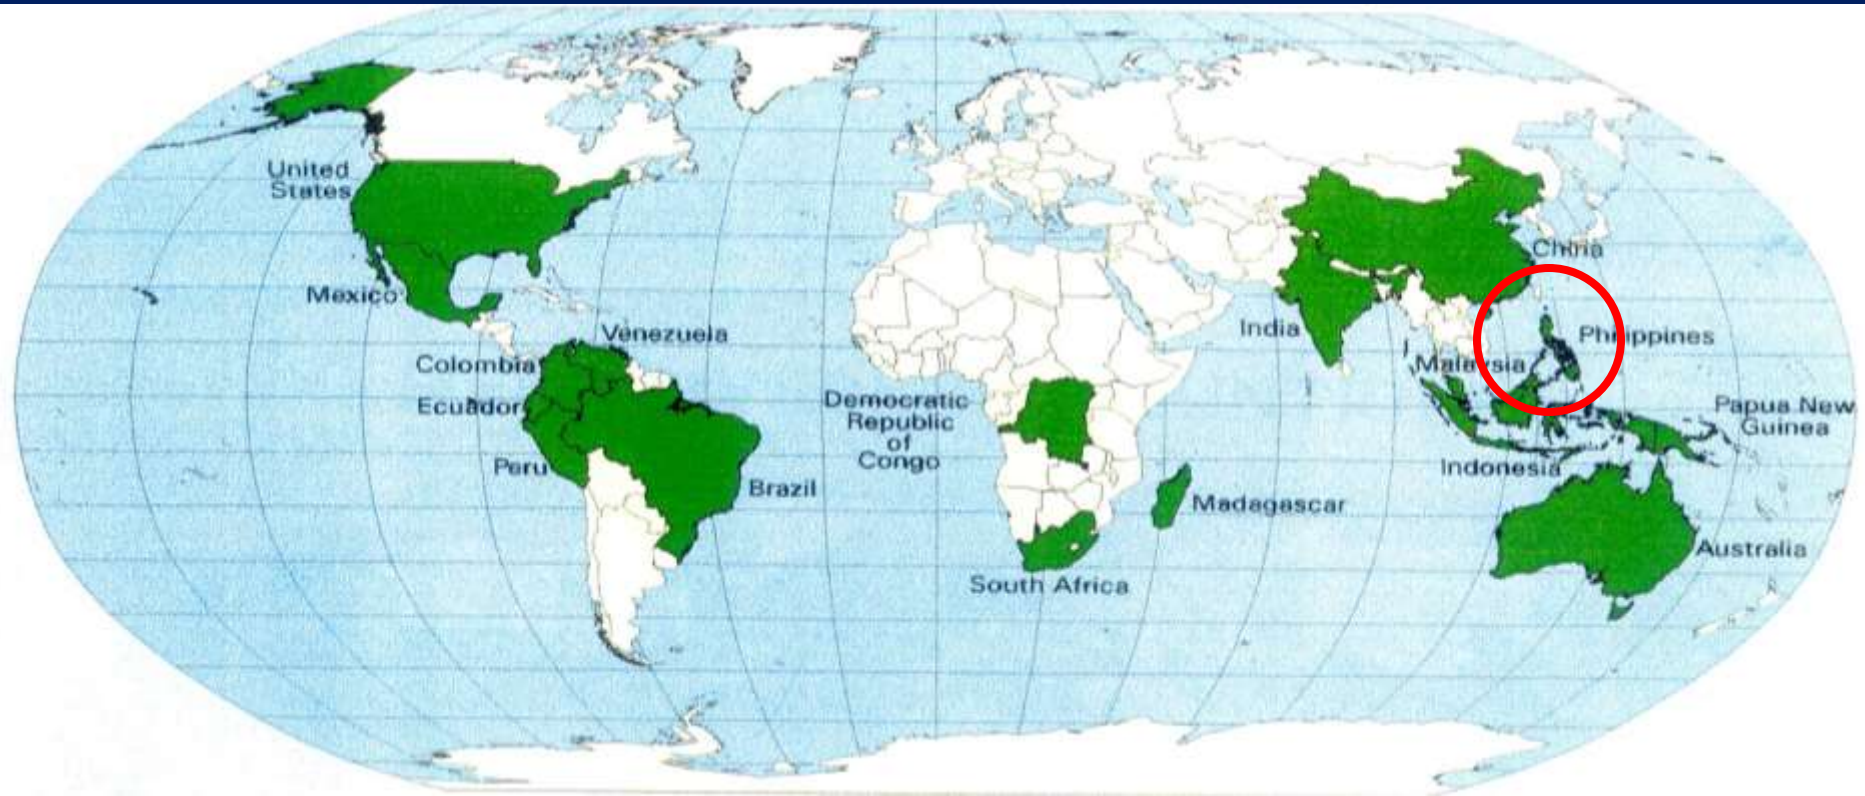 United
States
China
Mexico
Venezuela
India
Philippines
Colombia
Malaysia
Ecuador
Democratic
Republic
of
Congo
Papua New
Guinea
Peru
Indonesia
Brazil
Madagascar
Australia
South Africa